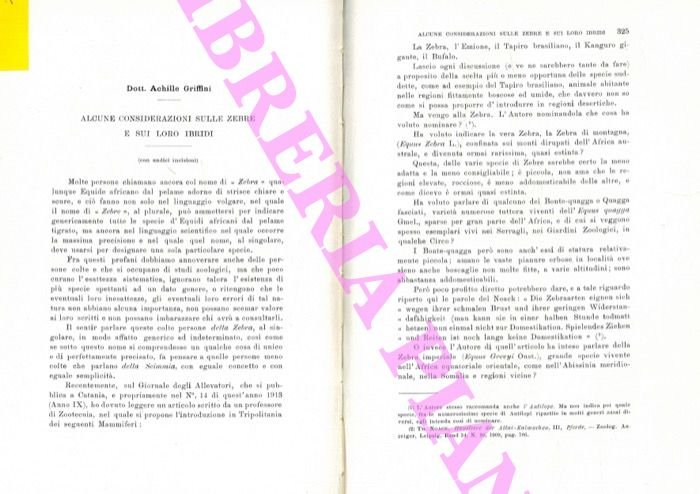 Dott. Achille Griffini
ALCUNE CONSIDERAZIONI SULLE ZEBRE
E SUI LORO IBRIDI
(con undici incisioni)
Molte persone chiamano ancora col nome di « Zebra » qua-
lunque Equide africano dal pelame adorno di strisce chiare e
scure, e ciò fanno non solo nel linguaggio volgare, nel quale
il nome di « Zebre », al plurale, può ammettersi per indicare
genericamente tutte le specie d' Equidi africani dal pelame
tigrato, ma ancora nel linguaggio scientifico nel quale occorre
la massima precisione e nel quale quel nome, al singolare,
deve usarsi per designare una sola particolare specie.
Fra questi profani dobbiamo annoverare anche delle per-
sone colte e che si occupano di studi zoologici, ma che poco
curano l'esattezza sistematica, ignorano talora l'esistenza di
più specie spettanti ad un dato genere, o ritengono che le
eventuali loro inesattezze, gli eventuali loro errori di tal na-
tura non abbiano alcuna importanza, non possano scemar valore
ai loro scritti e non possano imbarazzare chi avrà a consultarli.
Il sentir parlare queste colte persone della Zebra, al sin-
golare, in modo affatto generico ed indeterminato, così come
se sotto questo nome si comprendesse un qualche cosa di unico
e di perfettamente precisato, fa pensare a quelle persone meno
colte che parlano della Scimmia, con eguale concetto e con
eguale semplicità.
Recentemente, sul Giornale degli Allevatori, che si pub-
blica a Catania, e propriamente nel N°. 14 di quest'anno 1913
(Anno IX), ho dovuto leggere un articolo scritto da un professore
di Zootecnia, nel quale si propone l'introduzione in Tripolitania
dei seguenti Mammiferi :
ALCUNE CONSIDERAZIONI SULLE ZEBRE E SUI LORO IBRIDI 325
La Zebra, l' Emione, il Tapiro brasiliano, il Kanguro gi-
gante, il Bufalo.
Lascio ogni discussione (e ve ne sarebbero tante da fare)
a proposito della scelta più o meno opportuna delle specie sud-
dette, come ad esempio del Tapiro brasiliano, animale abitante
nelle regioni fittamente boscose ed umide, che davvero non so
come si possa proporre d' introdurre in regioni desertiche.
Ma vengo alla Zebra. L' Autore nominandola che cosa ha
voluto nominare ? (¹).
Ha voluto indicare la vera Zebra, la Zebra di montagna,
(Equus Zebra L.), confinata sui monti dirupati dell' Africa au-
strale, e divenuta ormai rarissima, quasi estinta ?
Questa, delle varie specie di Zebre sarebbe certo la meno
adatta e la meno consigliabile ; è piccola, non ama che le re-
gioni elevate, rocciose, è meno addomesticabile delle altre, e
come dicevo è ormai quasi estinta.
Ha voluto parlare di qualcuno dei Bonte-quagga o Quagga
fasciati, varietà numerose tuttora viventi dell' Equus quagga
Gmel., sparse per gran parte dell' Africa, e di cui si veggono
spesso esemplari vivi nei Serragli, nei Giardini Zoologici, in
qualche Circo ?
I Bonte-quagga però sono anch' essi di statura relativa-
mente piccola ; amano le vaste pianure erbose in località ove
sieno anche boscaglie non molte fitte, a varie altitudini ; sono
abbastanza addomesticabili.
Però poco profitto diretto potrebbero dare, e a tale riguardo
riporto qui le parole del Noack : « Die Zebraarten eignen sich
« wegen ihrer schmalen Brust und ihrer geringen Widerstan-
« dsfahigkeit (man kann sie in einer halben Stunde todmatt
« hetzen) nun einmal nicht zur Domestikation. Spielendes Ziehen
« und Reiten ist noch lange keine Domestikation » (²).
O invece l'Autore di quell'articolo ha inteso parlare della
Zebra imperiale (Equus Grevyi Oust.), grande specie vivente
nell'Africa equatoriale orientale, come nell'Abissinia meridio-
nale, nella Somalia e regioni vicine ?
(1) L'Autore stesso raccomanda anche l'Antilope. Ma non indica poi quale
specie, fra le numerosissime specie di Antilopi ripartite in molti generi assai di-
versi, egli intenda così di nominare.
(2) Th. Noack, der Altai-Kalmücken, III, Pferde. — Zoolog. An-
zeiger, Leipzig, Band 34, N. 1909, pag. 786.
LIBRERIA